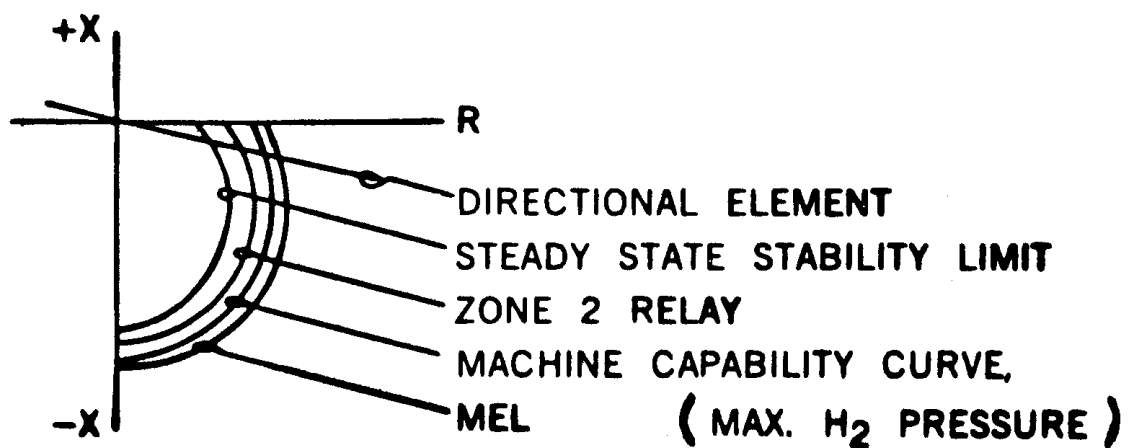 +X
R
DIRECTIONAL ELEMENT
STEADY STATE STABILITY LIMIT
ZONE 2 RELAY
MACHINE CAPABILITY CURVE,
MEL (MAX. H₂ PRESSURE)
-X